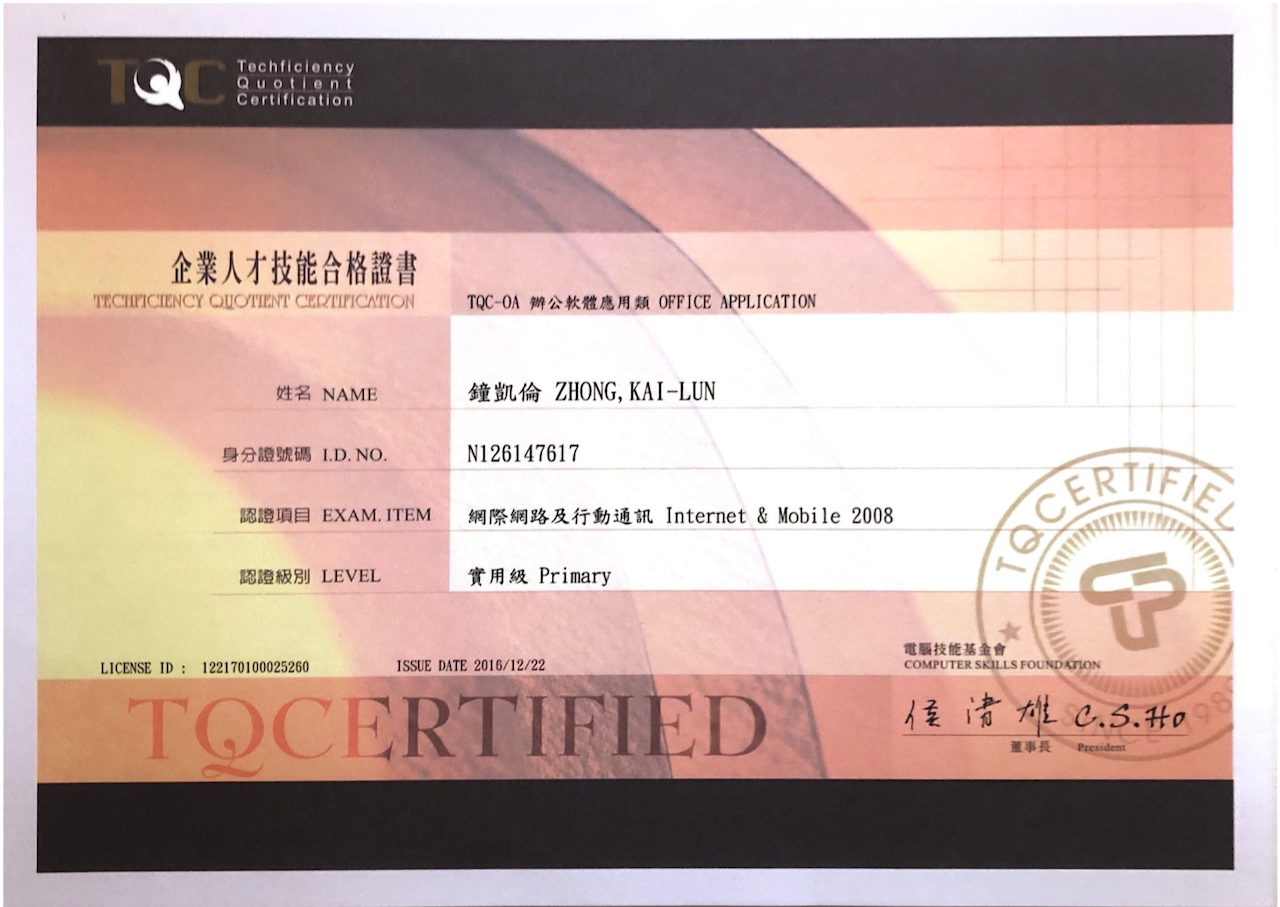 TQC Techficiency
Quotient
Certification
企業人才技能合格證書
TECHFICIENCY QUOTIENT CERTIFICATION
TQC-OA 辦公軟體應用類 OFFICE APPLICATION
姓名 NAME 鐘凱倫 ZHONG,KAI-LUN
身分證號碼 I.D. NO. N126147617
認證項目 EXAM. ITEM 網際網路及行動通訊 Internet & Mobile 2008
認證級別 LEVEL 實用級 Primary
TQCERTIFIED
LICENSE ID : 122170100025260 ISSUE DATE 2016/12/22
電腦技能基金會
COMPUTER SKILLS FOUNDATION
TQCERTIFIED
侯清雄 C.S.Ho
SINCE 198
董事長 President